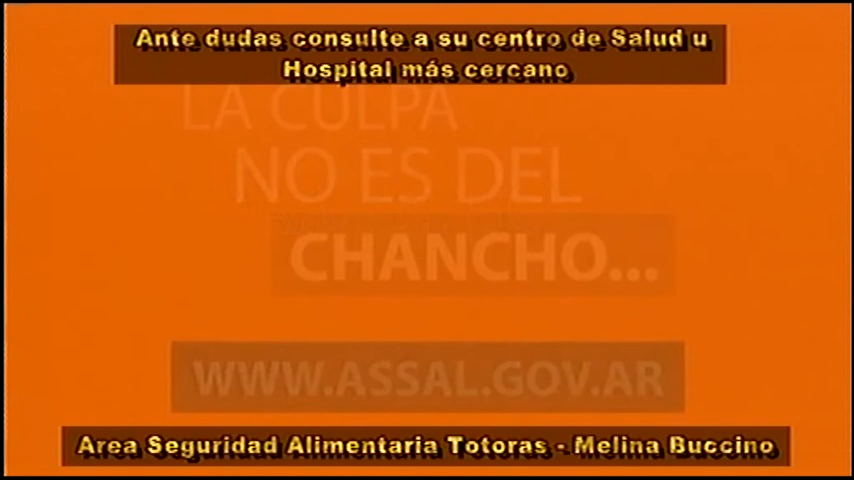 Ante dudas consulte a su centro de Salud u
Hospital más cercano
LA CULPA
NO ES DEL
CHANCHO...
WWW.ASSAL.GOV.AR
Area Seguridad Alimentaria Totoras - Melina Buccino